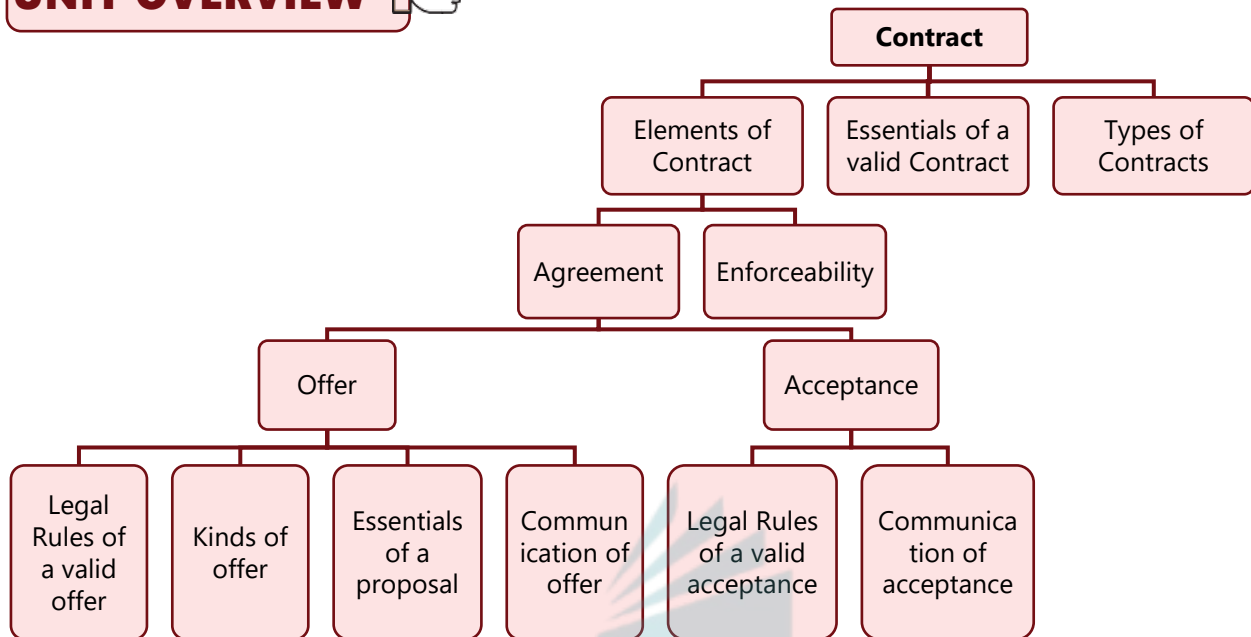 UNIT OVERVIEW
Contract
Elements of
Contract
Essentials of a
valid Contract
Types of
Contracts
Agreement
Enforceability
Offer
Acceptance
Legal
Rules of
a valid
offer
Kinds of
offer
Essentials
of a
proposal
Commun
ication of
offer
Legal Rules
of a valid
acceptance
Communica
tion of
acceptance